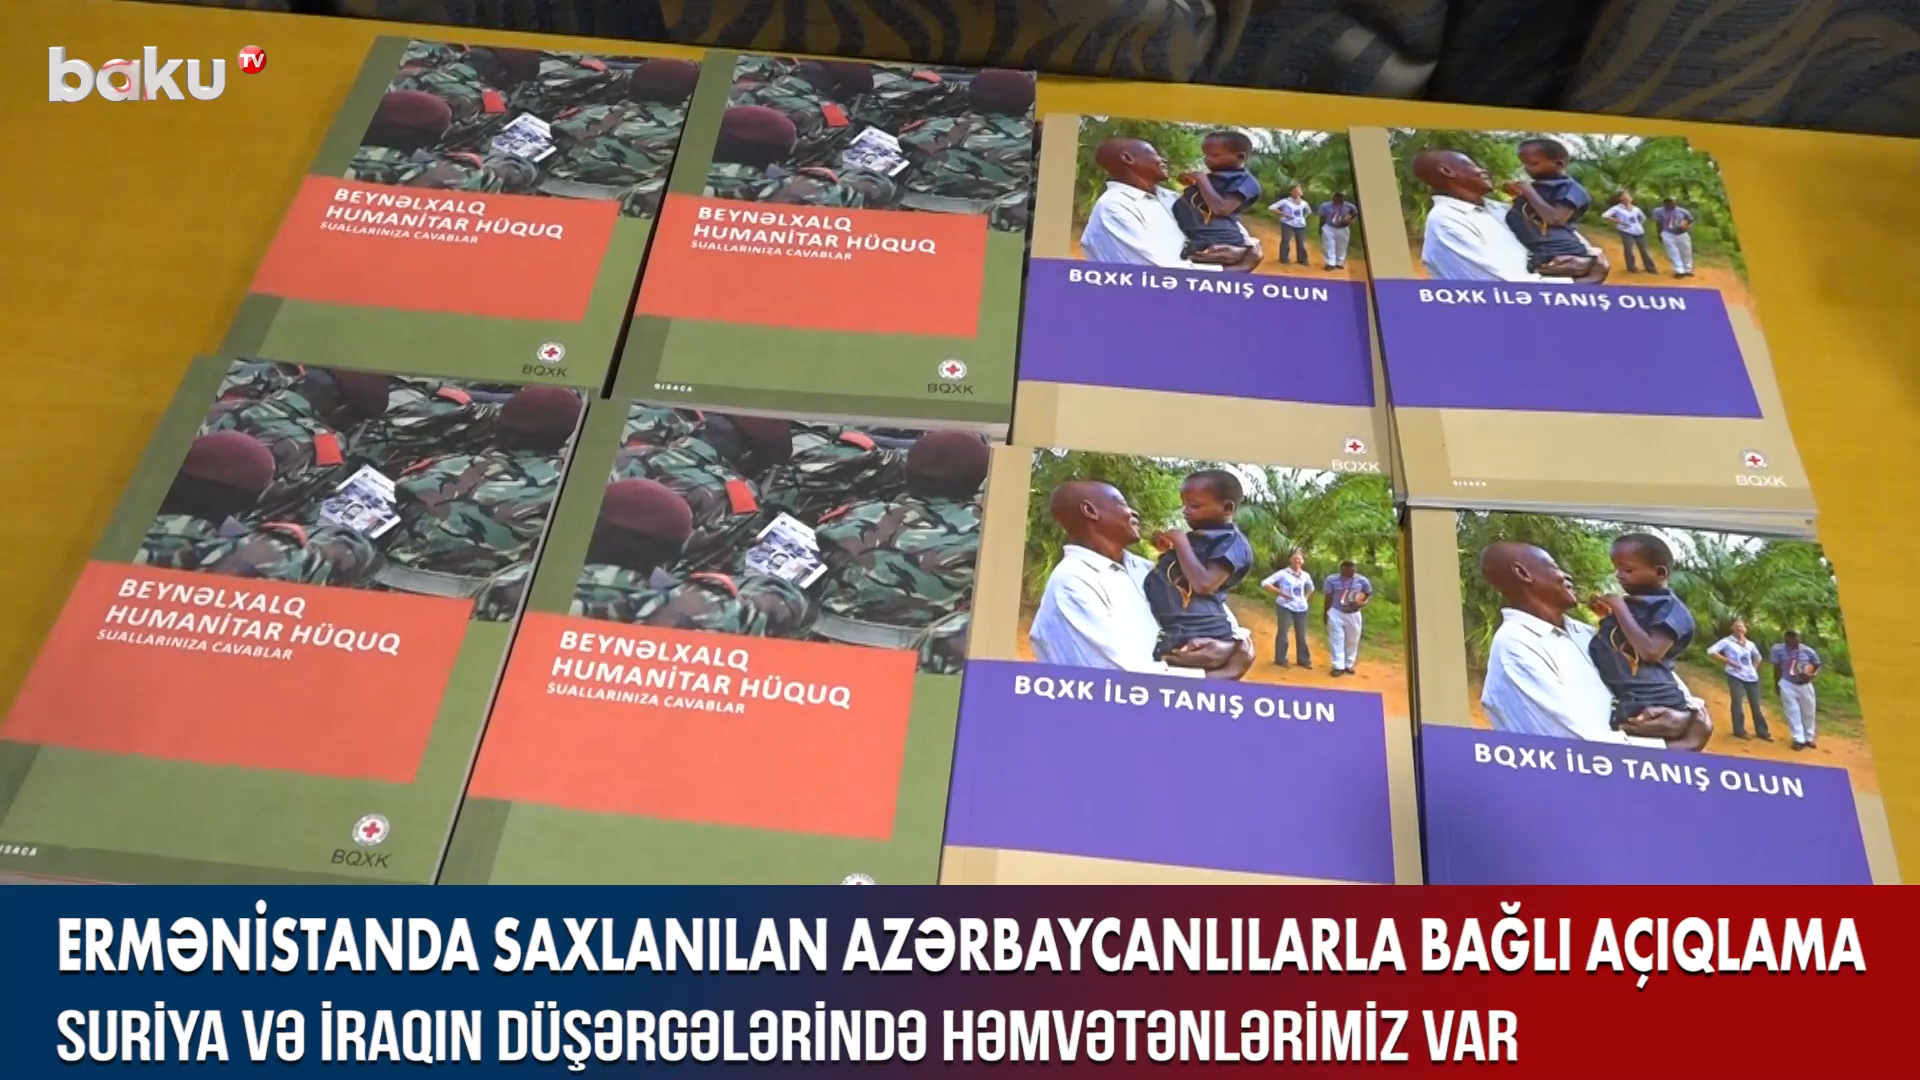 baku TV
BEYNƏLXALQ
HUMANİTAR HÜQUQ
SUALLARINIZA CAVABLAR
BQXK
BEYNƏLXALQ
HUMANİTAR HÜQUQ
SUALLARINIZA CAVABLAR
QISACA
BQXK
BQXK İLƏ TANIŞ OLUN
BQXK
BQXK İLƏ TANIŞ OLUN
QISACA
BQXK
BEYNƏLXALQ
HUMANİTAR HÜQUQ
SUALLARINIZA CAVABLAR
BQXK
BEYNƏLXALQ
HUMANİTAR HÜQUQ
SUALLARINIZA CAVABLAR
BQXK İLƏ TANIŞ OLUN
BQXK İLƏ TANIŞ OLUN
ERMƏNİSTANDA SAXLANILAN AZƏRBAYCANLILARLA BAĞLI AÇIQLAMA
SURİYA VƏ İRAQIN DÜŞƏRGƏLƏRİNDƏ HƏMVƏTƏNLƏRİMİZ VAR